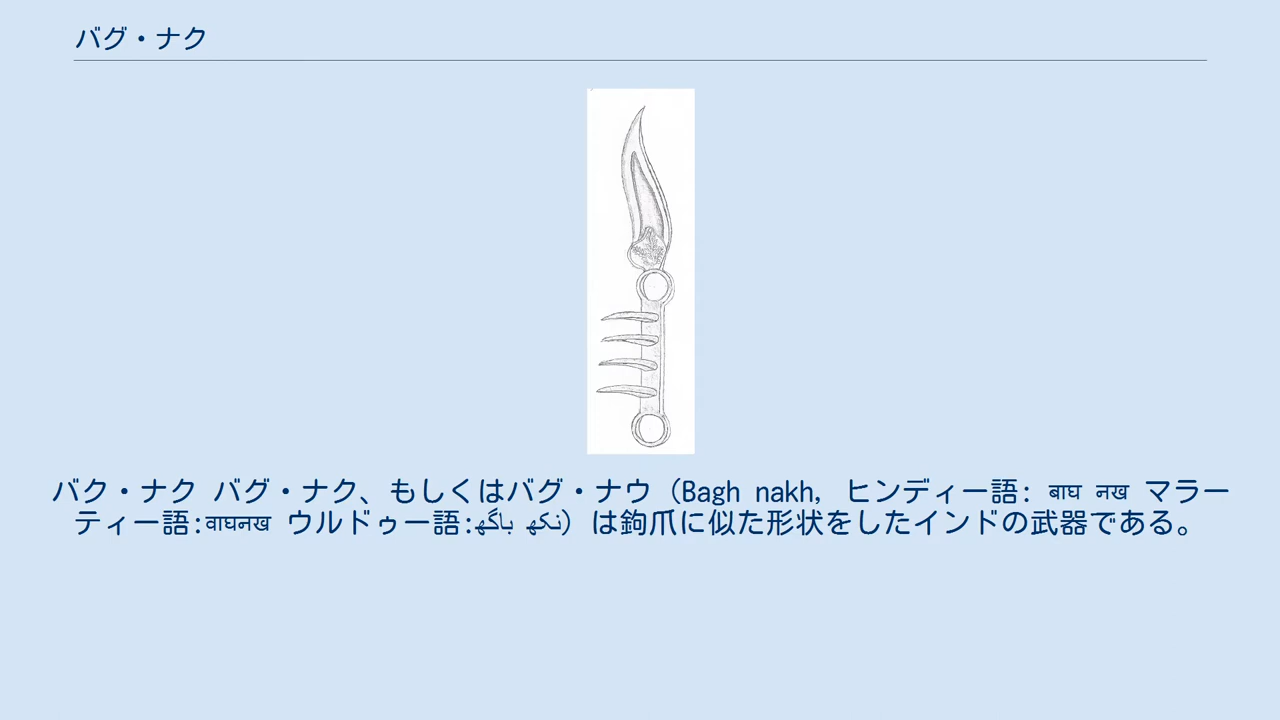 バグ・ナク
バク・ナク バグ・ナク、もしくはバグ・ナウ（Bagh nakh, ヒンディー語: बाघ नख マラー
ティー語:वाघनख ウルドゥー語:نکھ باگھ）は鉤爪に似た形状をしたインドの武器である。